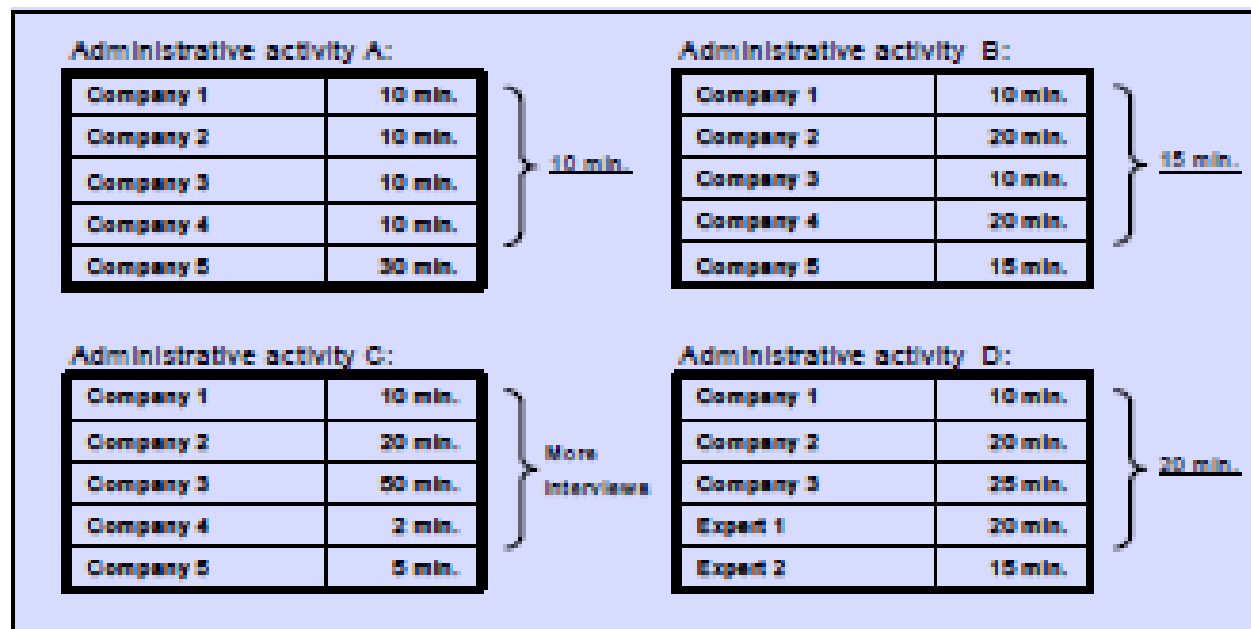 Administrative activity A:
Company 1 10 min.
Company 2 10 min.
Company 3 10 min.
Company 4 10 min.
Company 5 30 min.
10 min.
Administrative activity B:
Company 1 10 min.
Company 2 20 min.
Company 3 10 min.
Company 4 20 min.
Company 5 15 min.
15 min.
Administrative activity C:
Company 1 10 min.
Company 2 20 min.
Company 3 50 min.
Company 4 2 min.
Company 5 5 min.
More
interviews
Administrative activity D:
Company 1 10 min.
Company 2 20 min.
Company 3 25 min.
Expert 1 20 min.
Expert 2 15 min.
20 min.